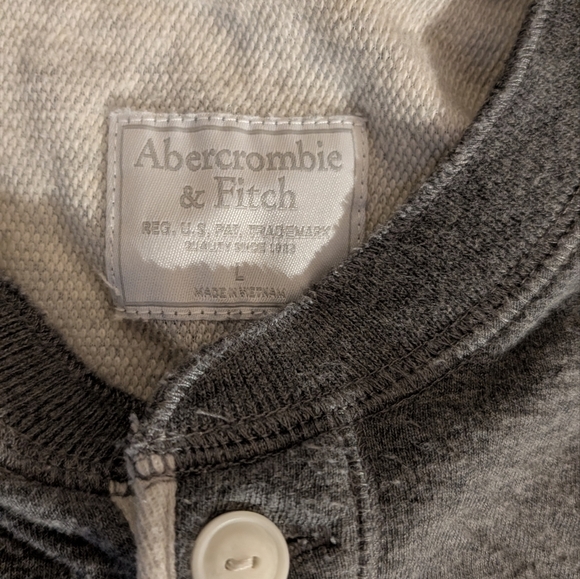 Abercrombie
& Fitch
REG. U.S. PAT. TRADEMARK
QUALITY SINCE 1892
L
MADE IN VIETNAM